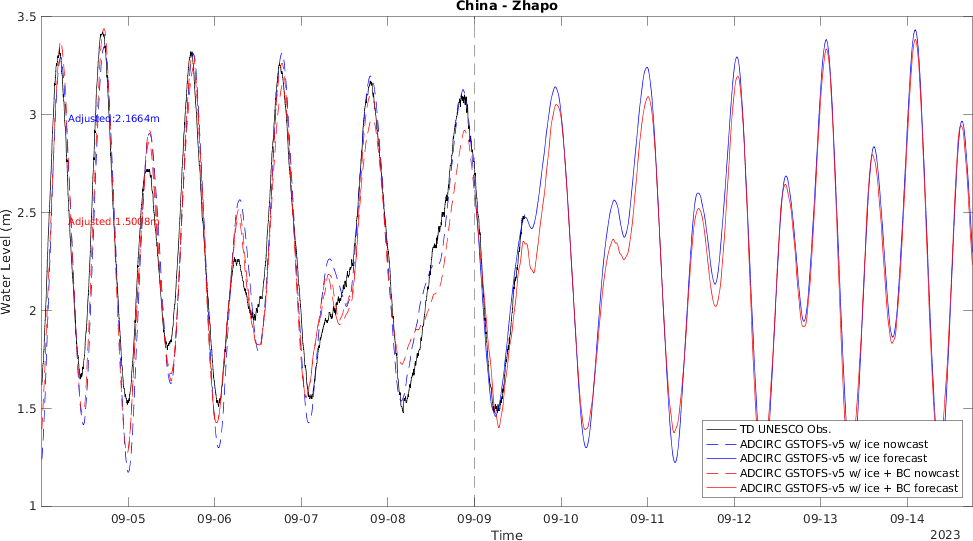 China - Zhapo
3.5
3
2.5
2
1.5
1
Water Level (m)
Adjusted:2.1664m
Adjusted:1.5008m
TD UNESCO Obs.
ADCIRC GSTOFS-v5 w/ ice nowcast
ADCIRC GSTOFS-v5 w/ ice forecast
ADCIRC GSTOFS-v5 w/ ice + BC nowcast
ADCIRC GSTOFS-v5 w/ ice + BC forecast
09-05 09-06 09-07 09-08 09-09 09-10 09-11 09-12 09-13 09-14
Time
2023